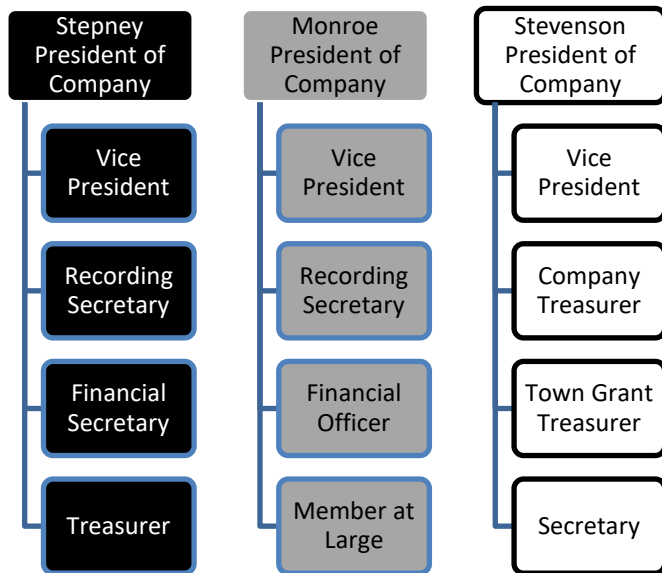 Stepney
President of
Company
Vice
President
Recording
Secretary
Financial
Secretary
Treasurer
Monroe
President of
Company
Vice
President
Recording
Secretary
Financial
Officer
Member at
Large
Stevenson
President of
Company
Vice
President
Company
Treasurer
Town Grant
Treasurer
Secretary